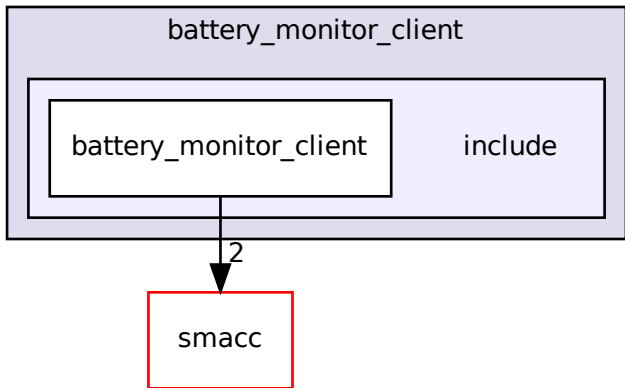 battery_monitor_client
battery_monitor_client include
2
smacc